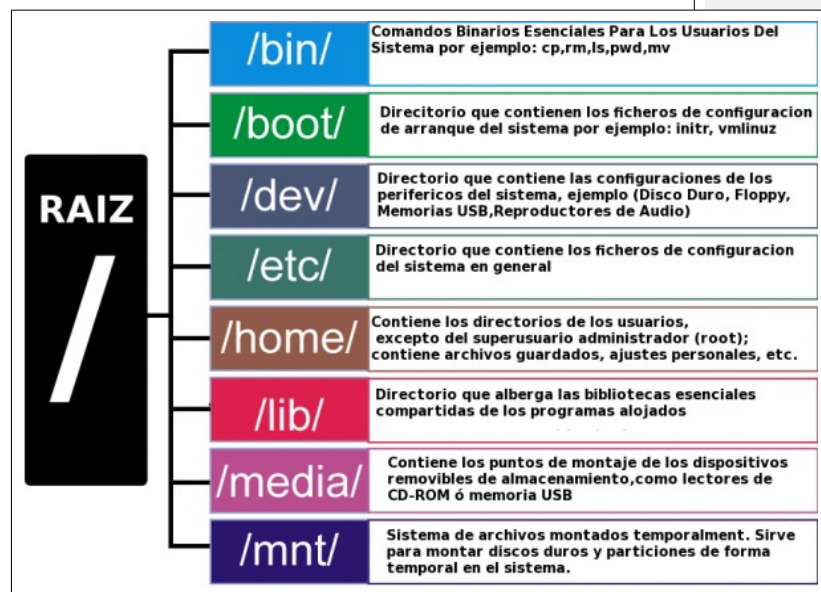 RAIZ
/
/bin/
Comandos Binarios Esenciales Para Los Usuarios Del
Sistema por ejemplo: cp,rm,ls,pwd,mv
/boot/
Direcitorio que contienen los ficheros de configuracion
de arranque del sistema por ejemplo: initr, vmlinuz
/dev/
Directorio que contiene las configuraciones de los
perifericos del sistema, ejemplo (Disco Duro, Floppy,
Memorias USB,Reproductores de Audio)
/etc/
Directorio que contiene los ficheros de configuracion
del sistema en general
/home/
Contiene los directorios de los usuarios,
excepto del superusuario administrador (root);
contiene archivos guardados, ajustes personales, etc.
/lib/
Directorio que alberga las bibliotecas esenciales
compartidas de los programas alojados
/media/
Contiene los puntos de montaje de los dispositivos
removibles de almacenamiento,como lectores de
CD-ROM ó memoria USB
/mnt/
Sistema de archivos montados temporalment. Sirve
para montar discos duros y particiones de forma
temporal en el sistema.